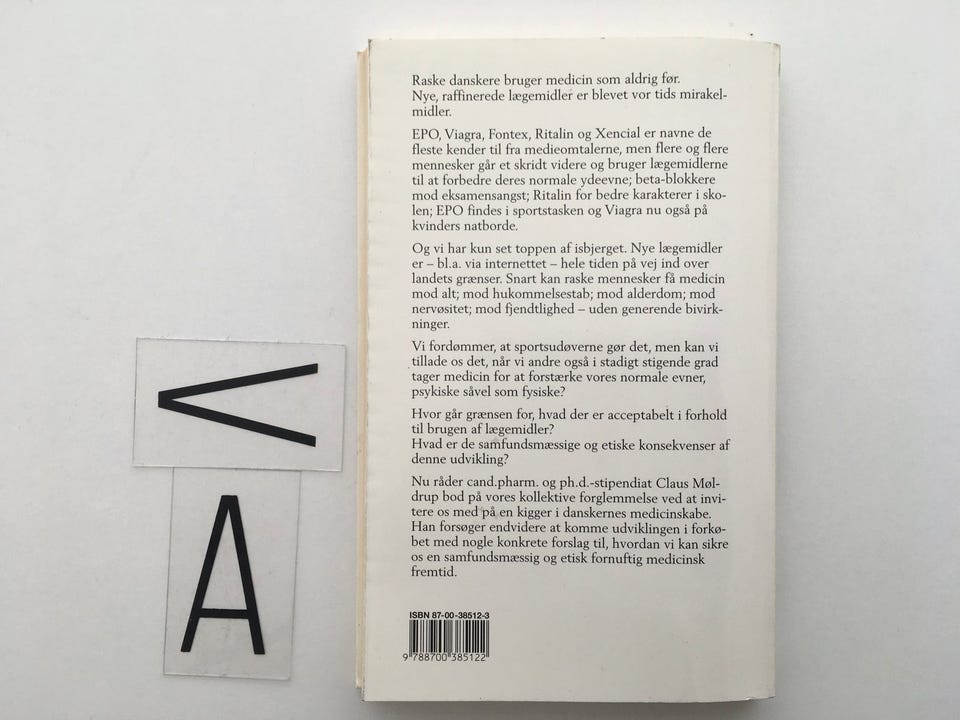 Raske danskere bruger medicin som aldrig før.
Nye, raffinerede lægemidler er blevet vor tids mirakel-
midler.
EPO, Viagra, Fontex, Ritalin og Xencial er navne de
fleste kender til fra medieomtalerne, men flere og flere
mennesker går et skridt videre og bruger lægemidlerne
til at forbedre deres normale ydeevne; beta-blokkere
mod eksamensangst; Ritalin for bedre karakterer i sko-
len; EPO findes i sportstasken og Viagra nu også på
kvinders natborde.
Og vi har kun set toppen af isbjerget. Nye lægemidler
er – bl.a. via internettet – hele tiden på vej ind over
landets grænser. Snart kan raske mennesker få medicin
mod alt; mod hukommelsestab; mod alderdom; mod
nervøsitet; mod fjendtlighed – uden generende bivirk-
ninger.
Vi fordømmer, at sportsudøverne gør det, men kan vi
tillade os det, når vi andre også i stadigt stigende grad
tager medicin for at forstærke vores normale evner,
psykiske såvel som fysiske?
Hvor går grænsen for, hvad der er acceptabelt i forhold
til brugen af lægemidler?
Hvad er de samfundsmæssige og etiske konsekvenser af
denne udvikling?
Nu råder cand.pharm. og ph.d.-stipendiat Claus Møl-
drup bod på vores kollektive forglemmelse ved at invi-
tere os med på en kigger i danskernes medicinskabe.
Han forsøger endvidere at komme udviklingen i forkø-
bet med nogle konkrete forslag til, hvordan vi kan sikre
os en samfundsmæssig og etisk fornuftig medicinsk
fremtid.
ISBN 87-00-38512-3
9 788700 385122
V
A